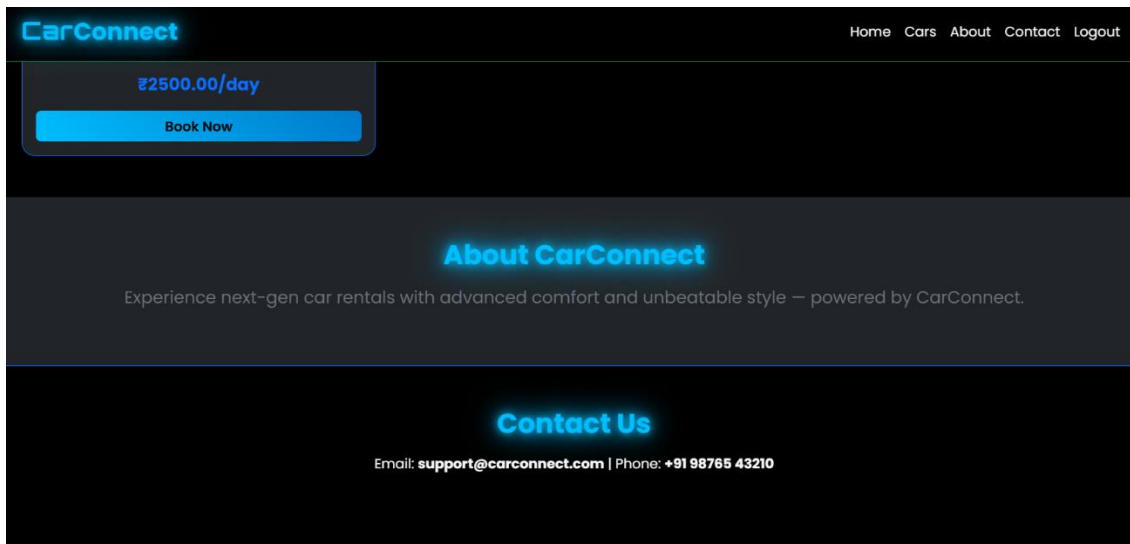 CarConnect
Home Cars About Contact Logout
₹2500.00/day
Book Now
About CarConnect
Experience next-gen car rentals with advanced comfort and unbeatable style — powered by CarConnect.
Contact Us
Email: support@carconnect.com | Phone: +91 98765 43210